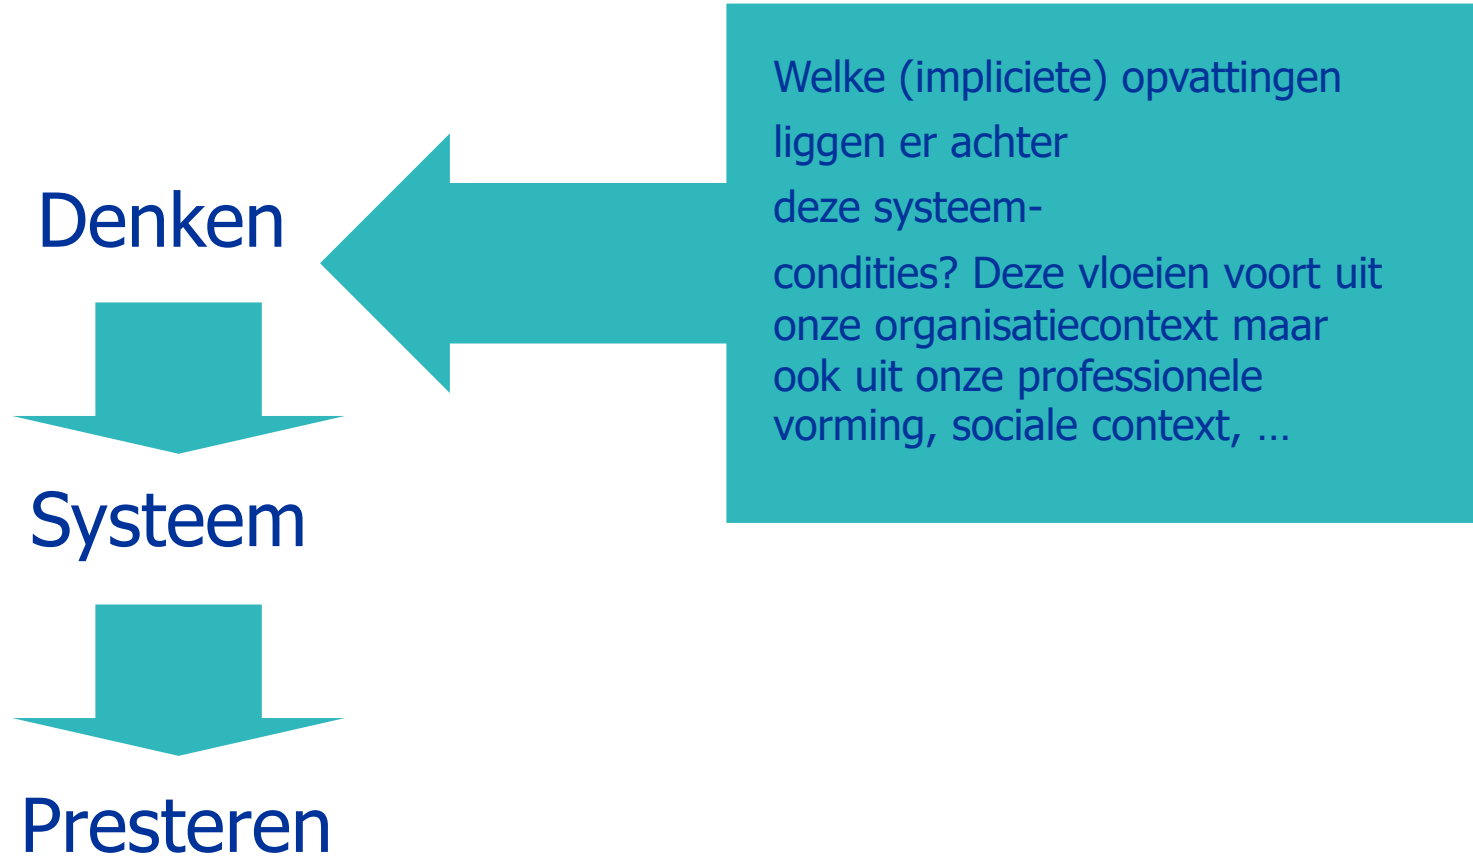 Welke (impliciete) opvattingen
liggen er achter
deze systeem-
condities? Deze vloeien voort uit
onze organisatiecontext maar
ook uit onze professionele
vorming, sociale context, …
Denken
Systeem
Presteren